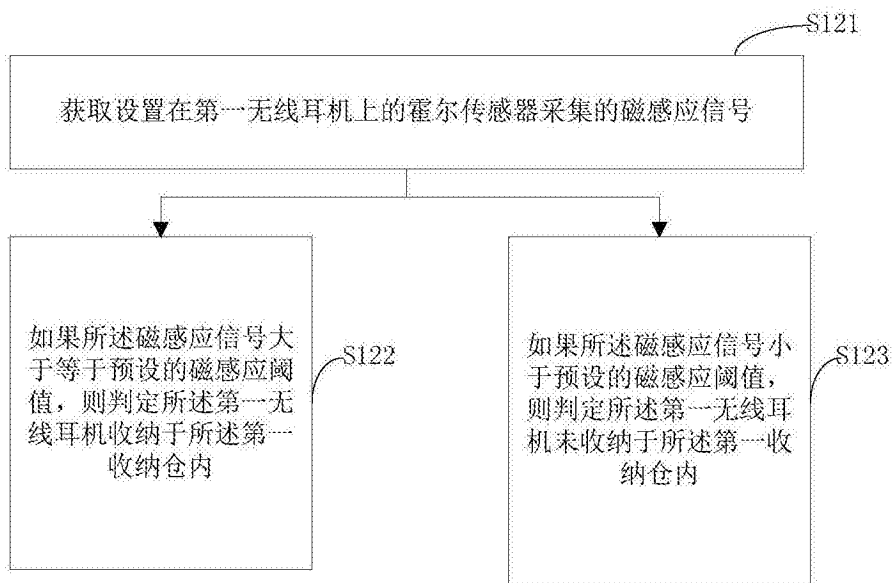 S121
获取设置在第一无线耳机上的霍尔传感器采集的磁感应信号
如果所述磁感应信号大
于等于预设的磁感应阈
值，则判定所述第一无
线耳机收纳于所述第一
收纳仓内
S122
如果所述磁感应信号小
于预设的磁感应阈值，
则判定所述第一无线耳
机未收纳于所述第一收
纳仓内
S123